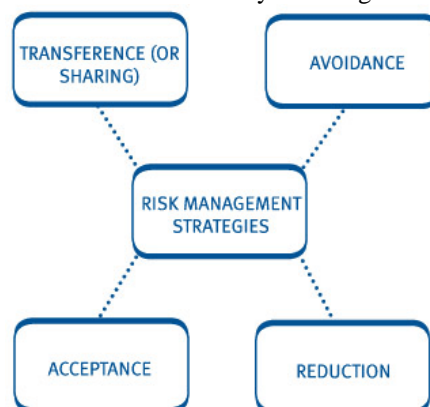 TRANSFERENCE (OR
SHARING)
AVOIDANCE
RISK MANAGEMENT
STRATEGIES
ACCEPTANCE
REDUCTION